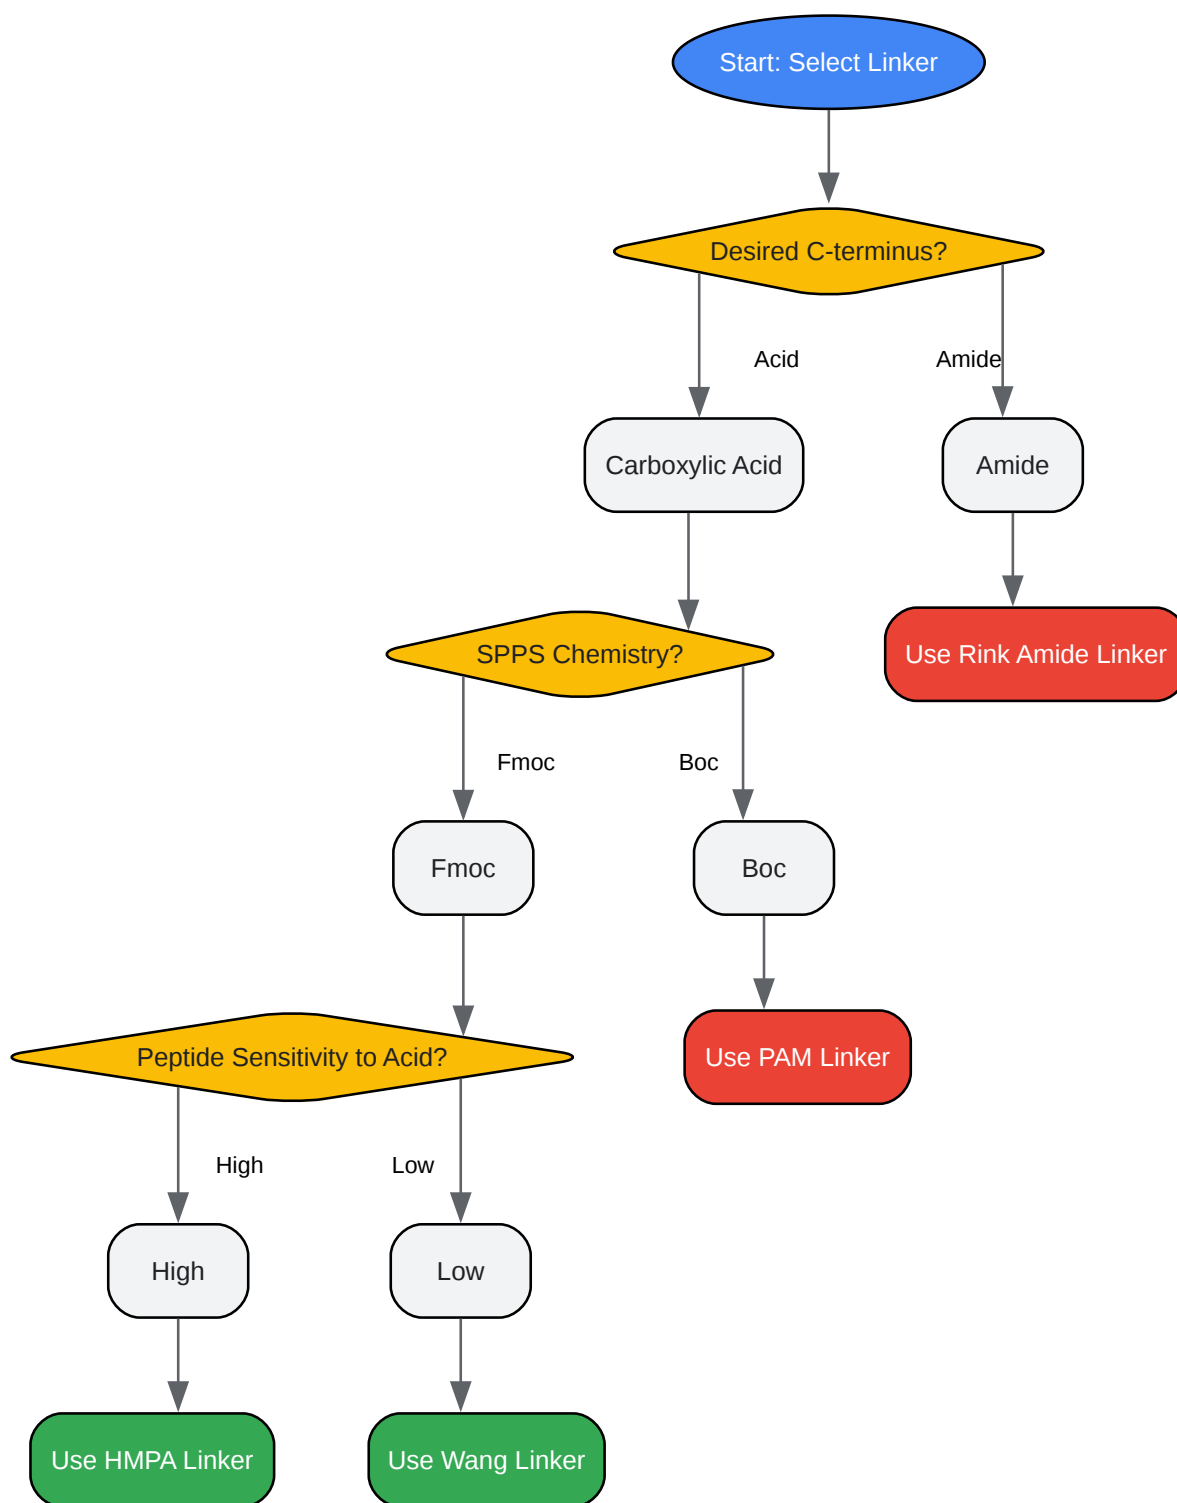 Start: Select Linker
Desired C-terminus?
Acid
Amide
Carboxylic Acid
Amide
SPPS Chemistry?
Use Rink Amide Linker
Fmoc
Boc
Fmoc
Boc
Peptide Sensitivity to Acid?
Use PAM Linker
High
Low
High
Low
Use HMPA Linker
Use Wang Linker